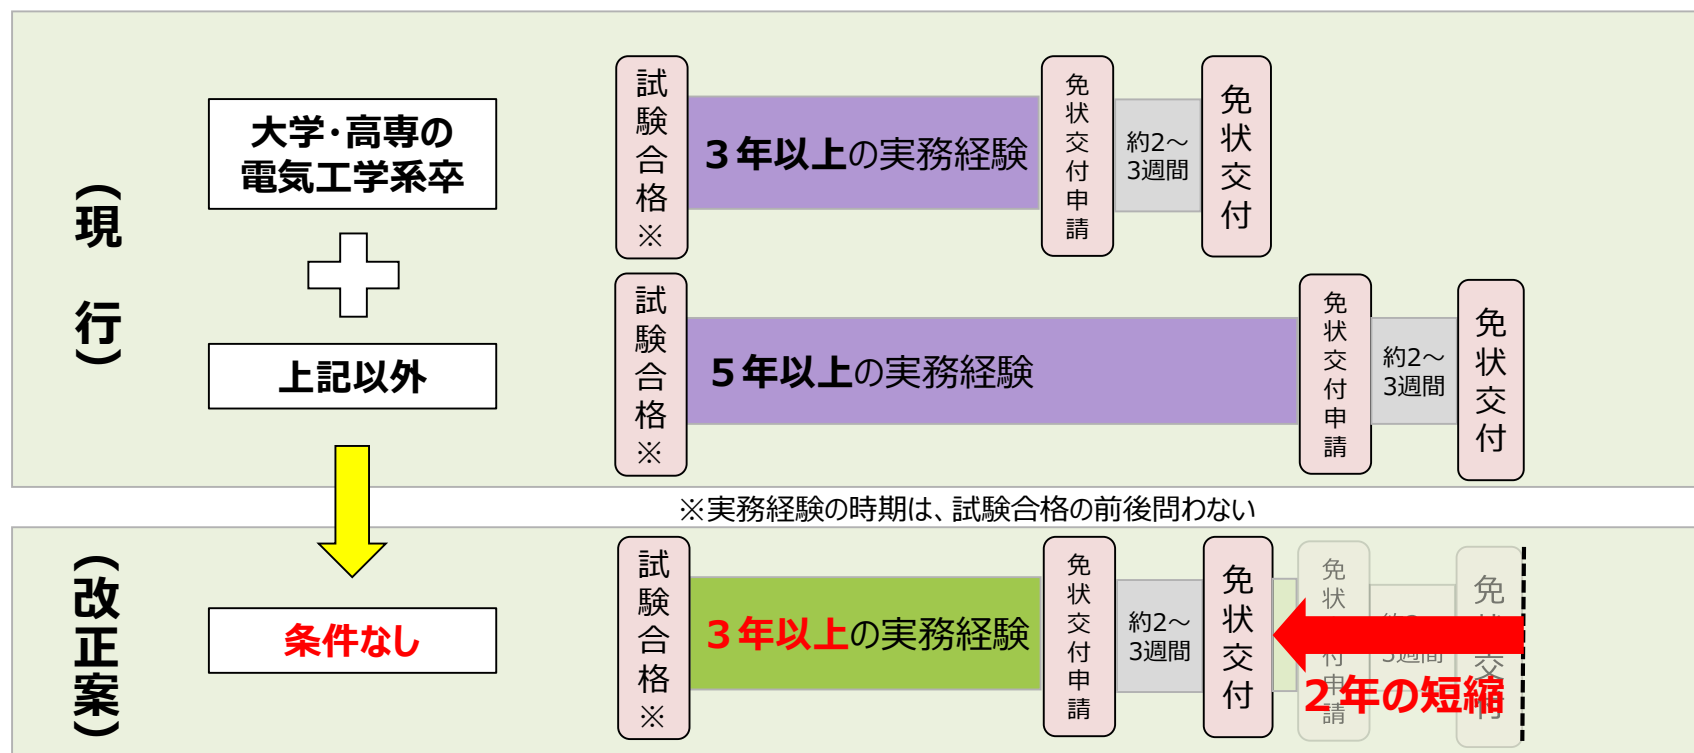 （現　行）
大学・高専の
電気工学系卒
試験合格※
３年以上の実務経験
免状交付申請
約2～
3週間
免状交付
上記以外
試験合格※
５年以上の実務経験
免状交付申請
約2～
3週間
免状交付
※実務経験の時期は、試験合格の前後問わない
（改正案）
条件なし
試験合格※
３年以上の実務経験
免状交付申請
約2～
3週間
免状交付
２年の短縮